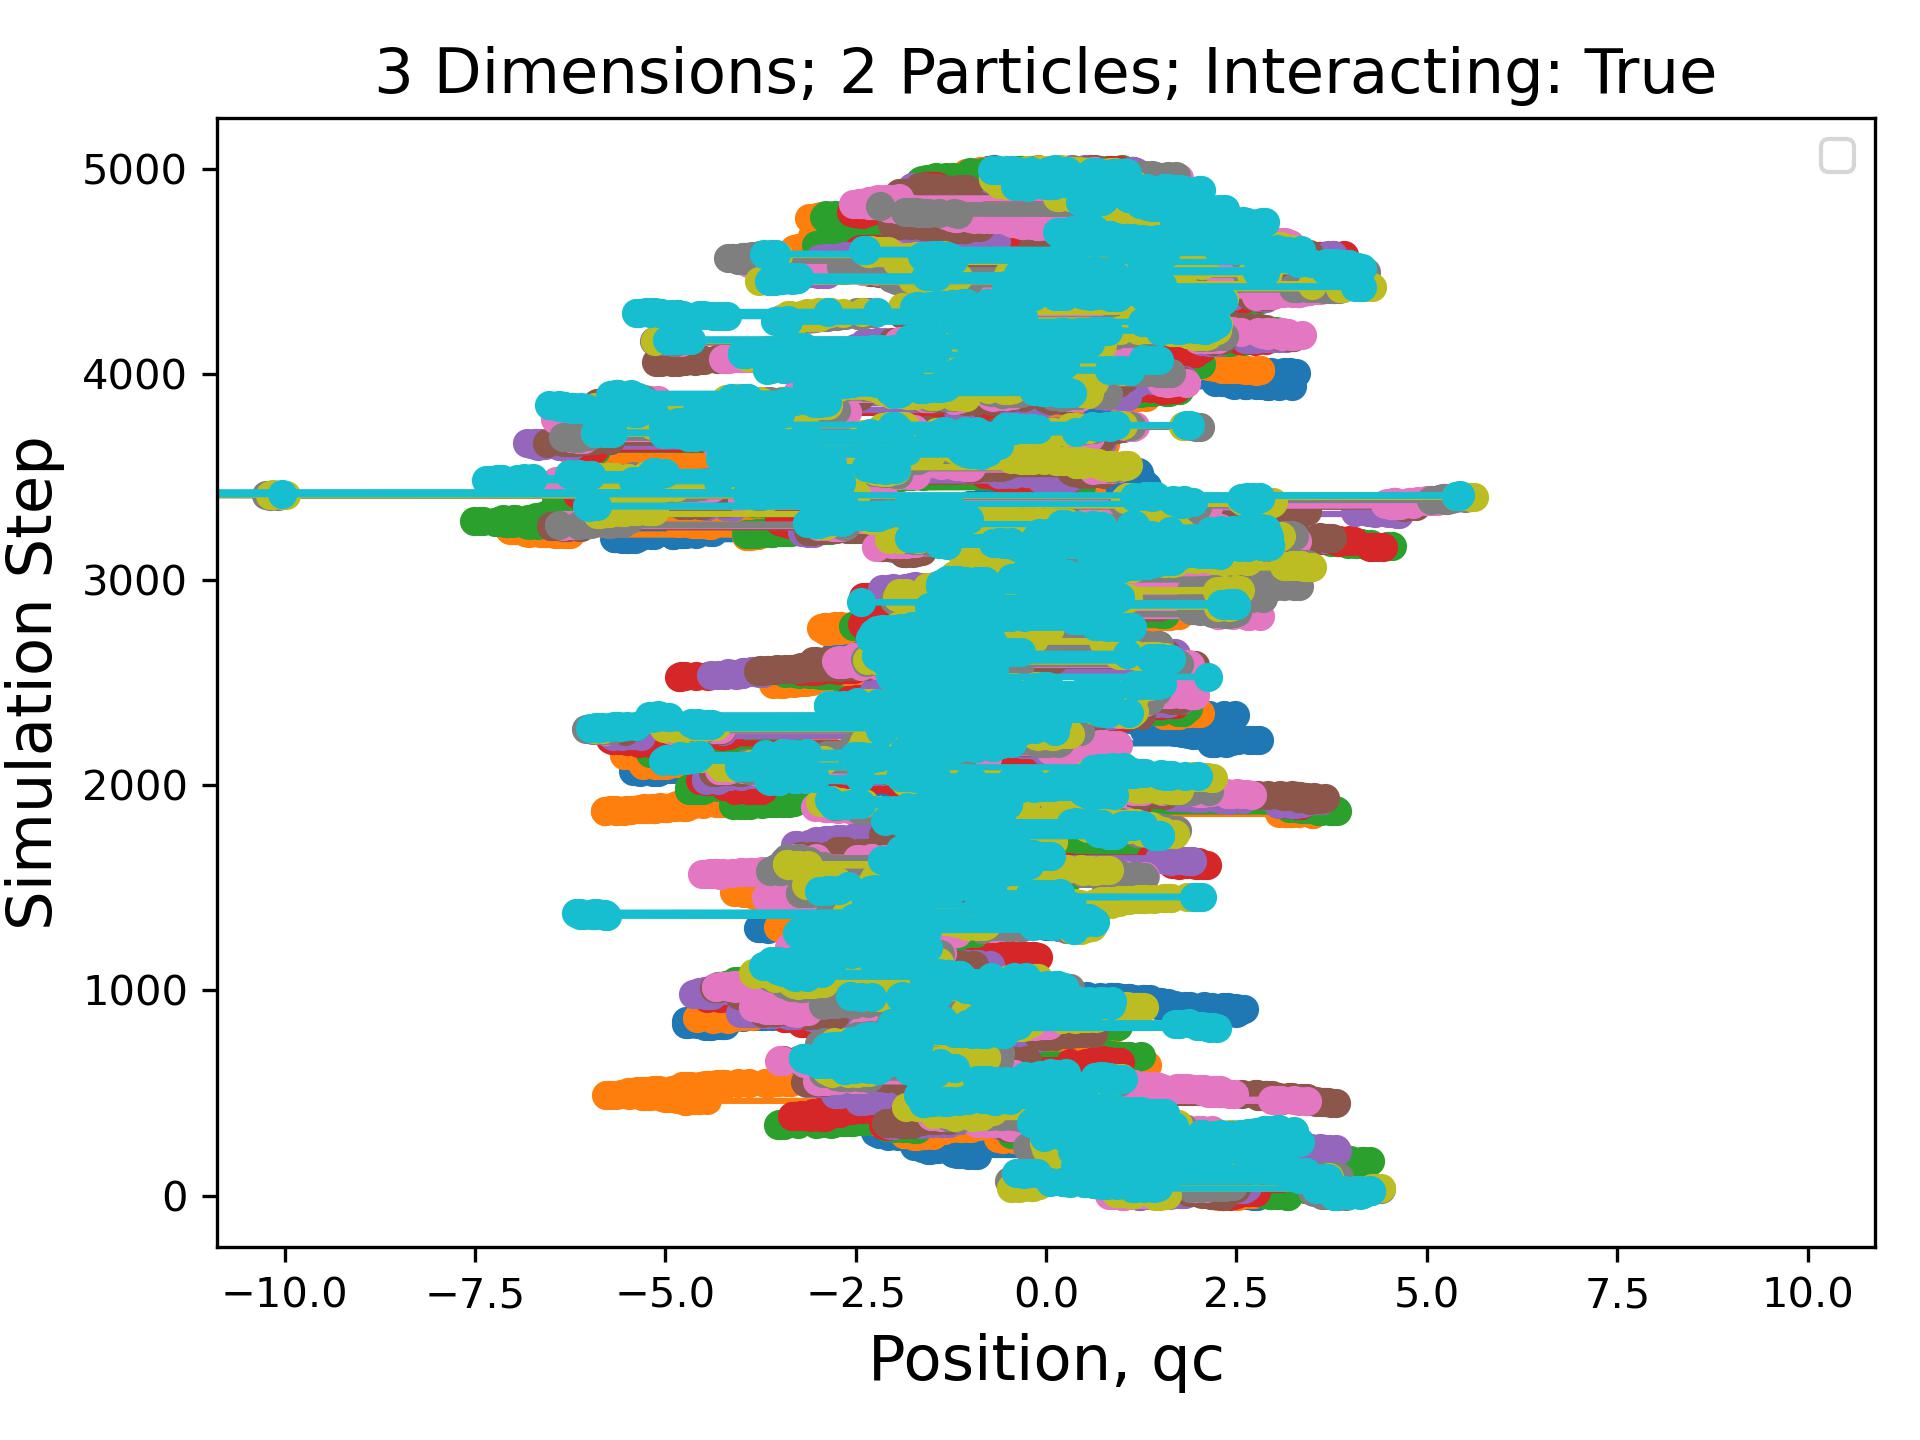 3 Dimensions; 2 Particles; Interacting: True
Simulation Step
5000
4000
3000
2000
1000
0
−10.0 −7.5 −5.0 −2.5 0.0 2.5 5.0 7.5 10.0
Position, qc